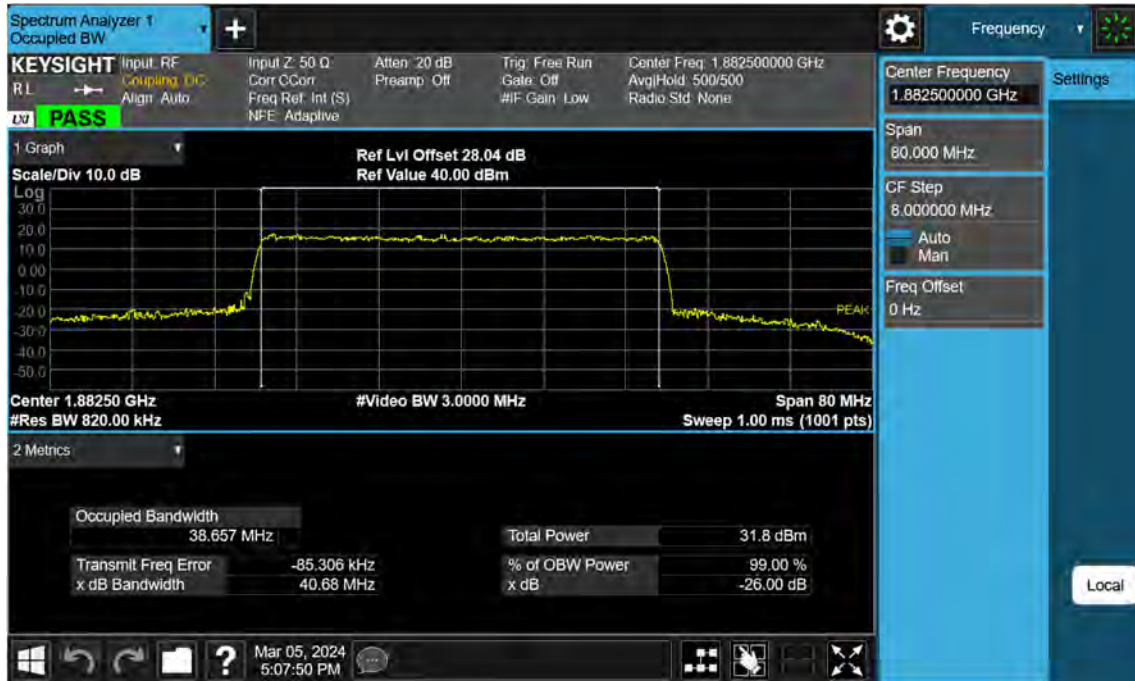 Spectrum Analyzer 1
Occupied BW
+
Frequency
KEYSIGHT Input: RF
RL Coupling: DC
Align: Auto
Input Z: 50 Ω
Corr CCorr
Freq Ref: Int (S)
NFE: Adaptive
Atten: 20 dB
Preamp: Off
Trig: Free Run
Gate: Off
#IF Gain: Low
Center Freq: 1.882500000 GHz
Avg|Hold: 500/500
Radio Std: None
LXI PASS
Center Frequency
1.882500000 GHz
Settings
Span
80.000 MHz
CF Step
8.000000 MHz
Auto
Man
Freq Offset
0 Hz
1 Graph
Ref Lvl Offset 28.04 dB
Scale/Div 10.0 dB Ref Value 40.00 dBm
Log
30.0
20.0
10.0
0.00
-10.0
-20.0
-30.0
-40.0
-50.0
PEAK
Center 1.88250 GHz #Video BW 3.0000 MHz Span 80 MHz
#Res BW 820.00 kHz Sweep 1.00 ms (1001 pts)
2 Metrics
Occupied Bandwidth
38.657 MHz
Total Power 31.8 dBm
Transmit Freq Error -85.306 kHz % of OBW Power 99.00 %
x dB Bandwidth 40.68 MHz x dB -26.00 dB
Local
? Mar 05, 2024
5:07:50 PM